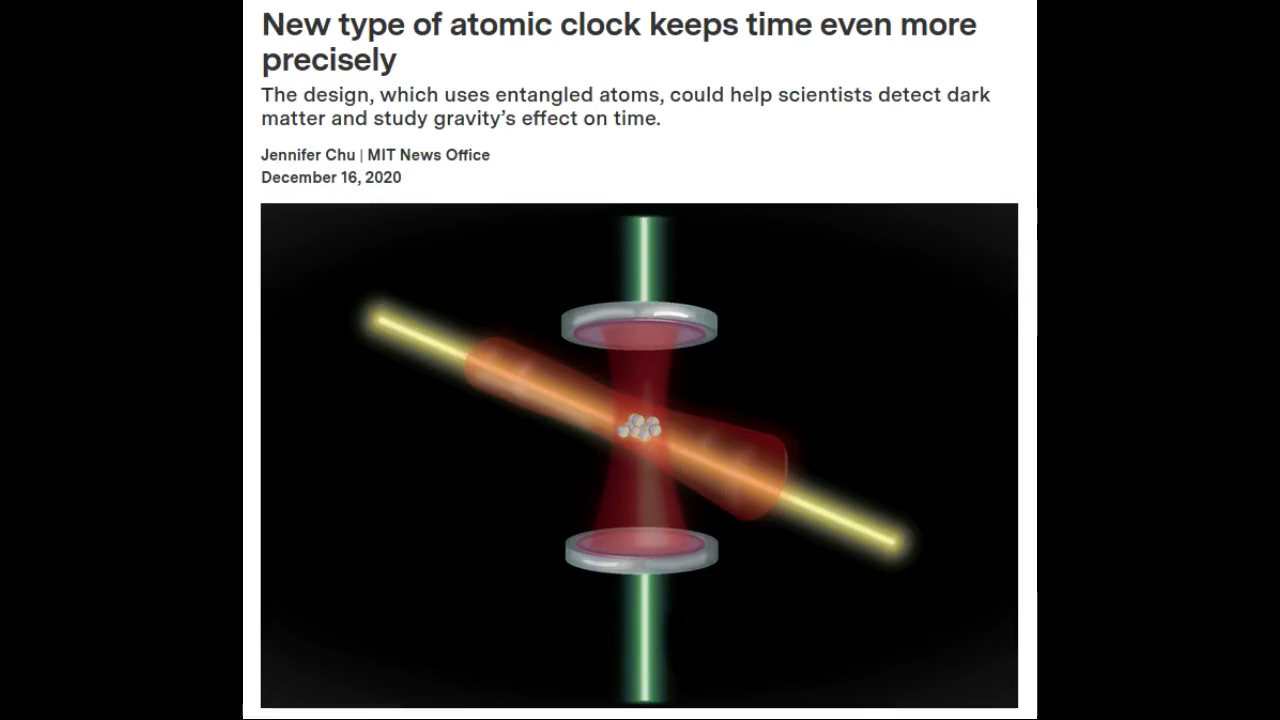 New type of atomic clock keeps time even more
precisely
The design, which uses entangled atoms, could help scientists detect dark
matter and study gravity’s effect on time.
Jennifer Chu | MIT News Office
December 16, 2020